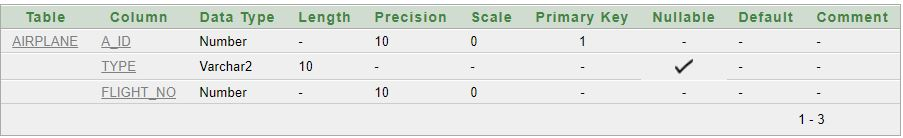 Table Column Data Type Length Precision Scale Primary Key Nullable Default Comment
AIRPLANE A_ID Number - 10 0 1 - - -
TYPE Varchar2 10 - - - ✓ - -
FLIGHT_NO Number - 10 0 - - - -
1 - 3